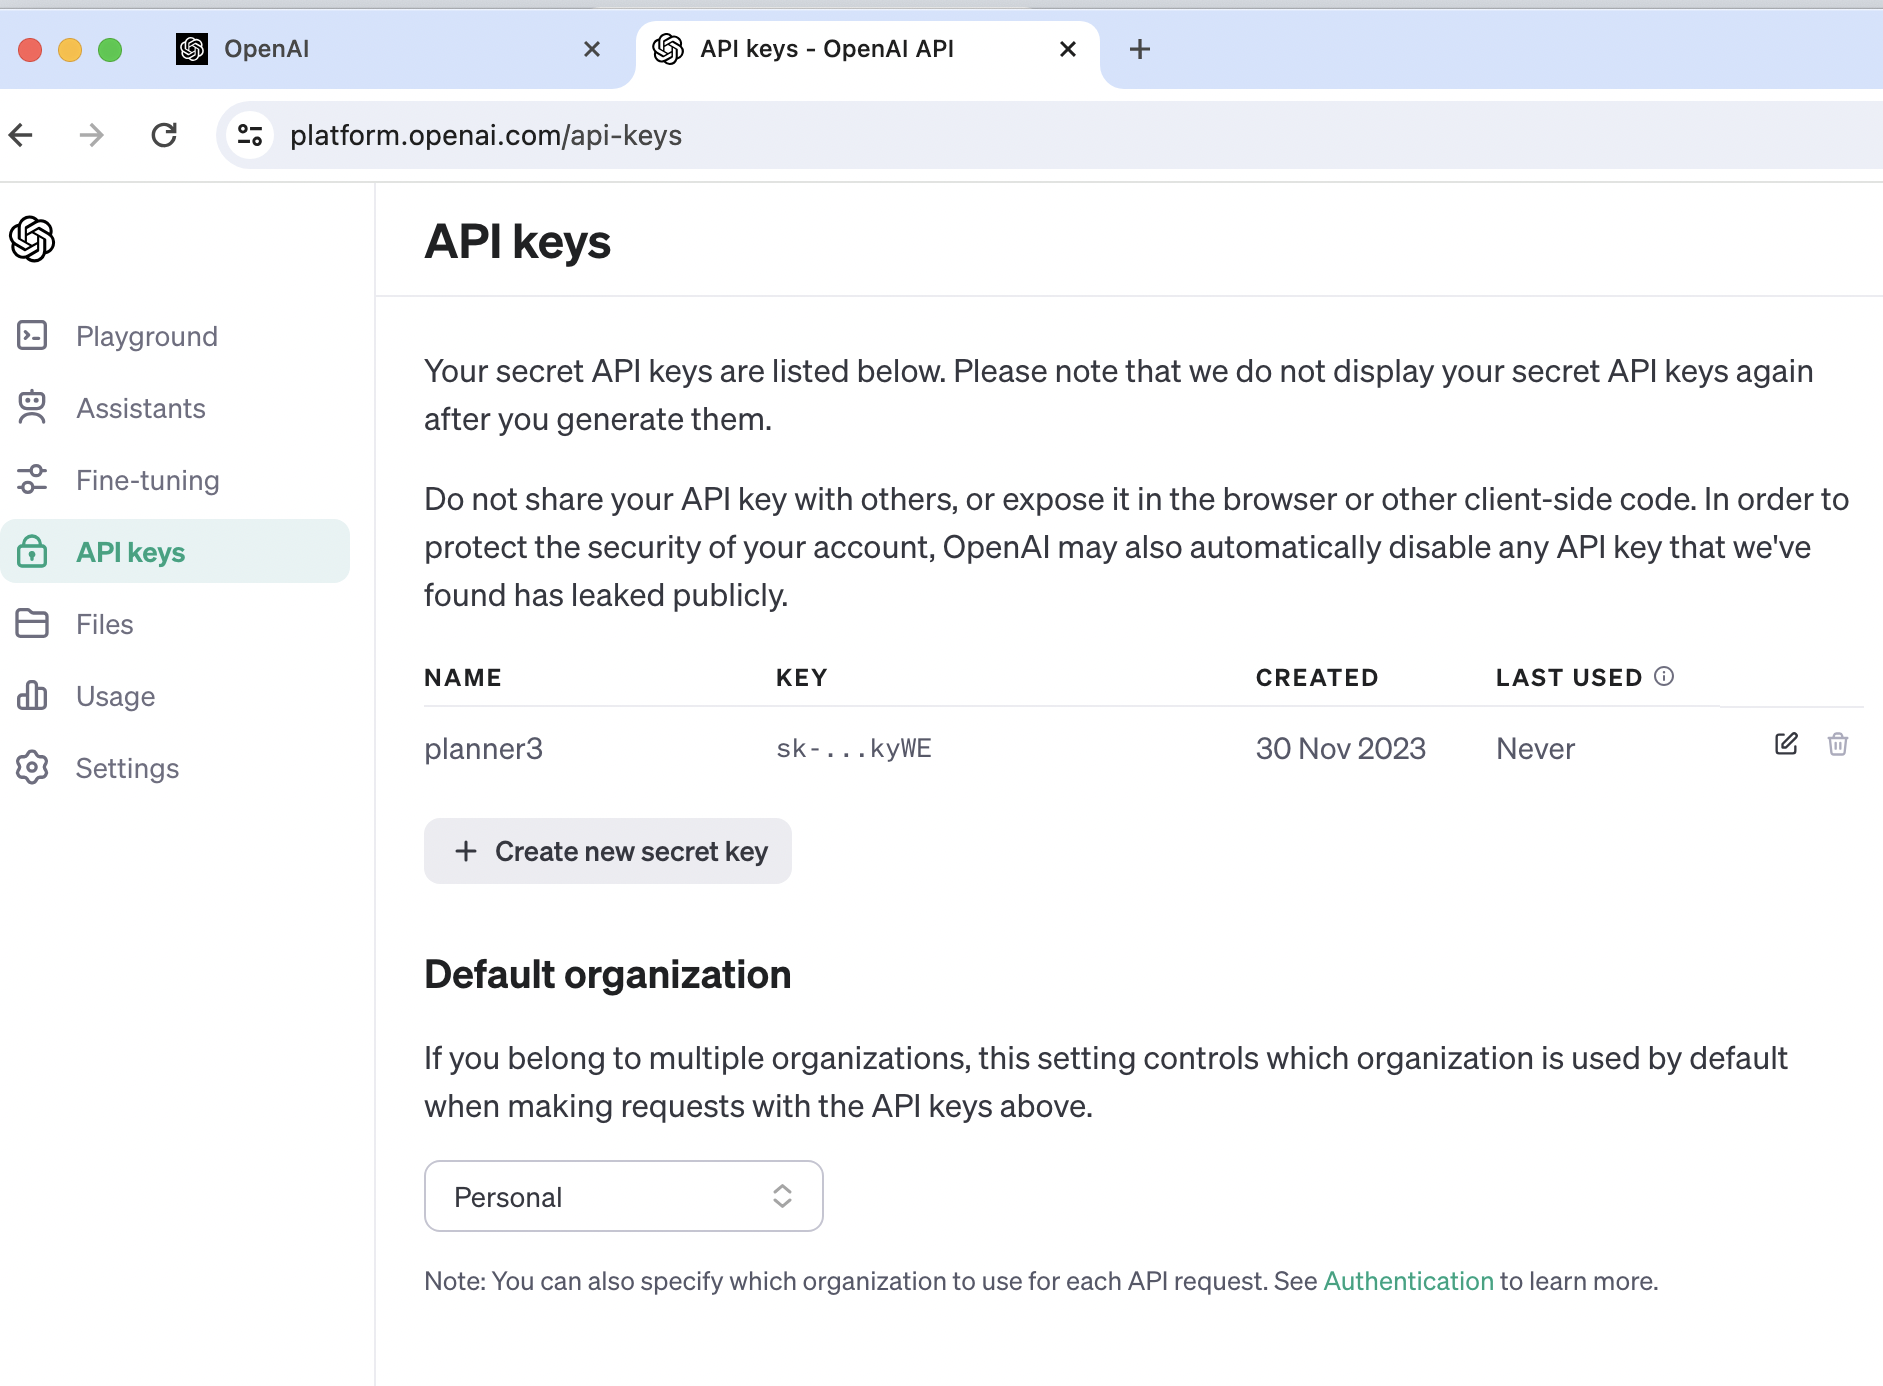 OpenAI
API keys - OpenAI API
platform.openai.com/api-keys
Playground
Assistants
Fine-tuning
API keys
Files
Usage
Settings
API keys
Your secret API keys are listed below. Please note that we do not display your secret API keys again
after you generate them.
Do not share your API key with others, or expose it in the browser or other client-side code. In order to
protect the security of your account, OpenAI may also automatically disable any API key that we've
found has leaked publicly.
NAME KEY CREATED LAST USED
planner3 sk-...kyWE 30 Nov 2023 Never
+ Create new secret key
Default organization
If you belong to multiple organizations, this setting controls which organization is used by default
when making requests with the API keys above.
Personal
Note: You can also specify which organization to use for each API request. See Authentication to learn more.